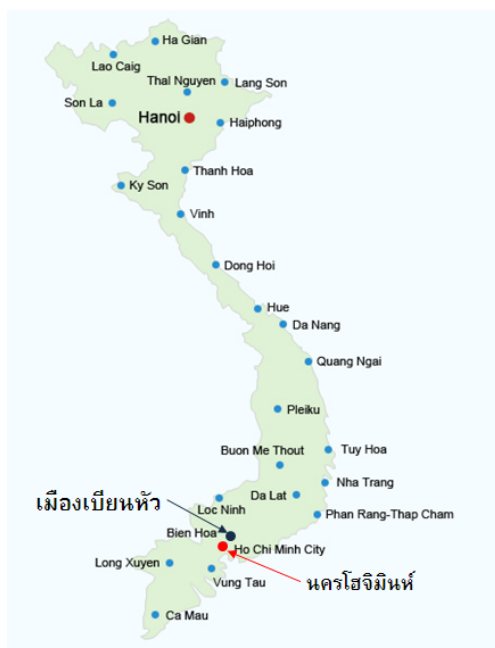 Ha Gian
Lao Caig
Thal Nguyen
Lang Son
Son La
Hanoi
Haiphong
Thanh Hoa
Ky Son
Vinh
Dong Hoi
Hue
Da Nang
Quang Ngai
Pleiku
Buon Me Thout
Tuy Hoa
Nha Trang
Da Lat
เมืองเบียนหัว
Loc Ninh
Phan Rang-Thap Cham
Bien Hoa
Ho Chi Minh City
Long Xuyen
Vung Tau
นครโฮจิมินห์
Ca Mau